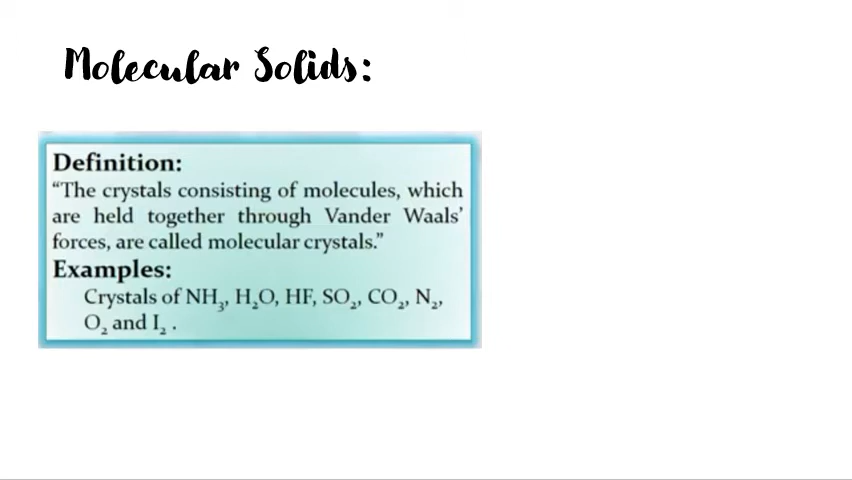 Molecular Solids:
Definition:
“The crystals consisting of molecules, which
are held together through Vander Waals’
forces, are called molecular crystals.”
Examples:
Crystals of NH₃, H₂O, HF, SO₂, CO₂, N₂,
O₂ and I₂ .